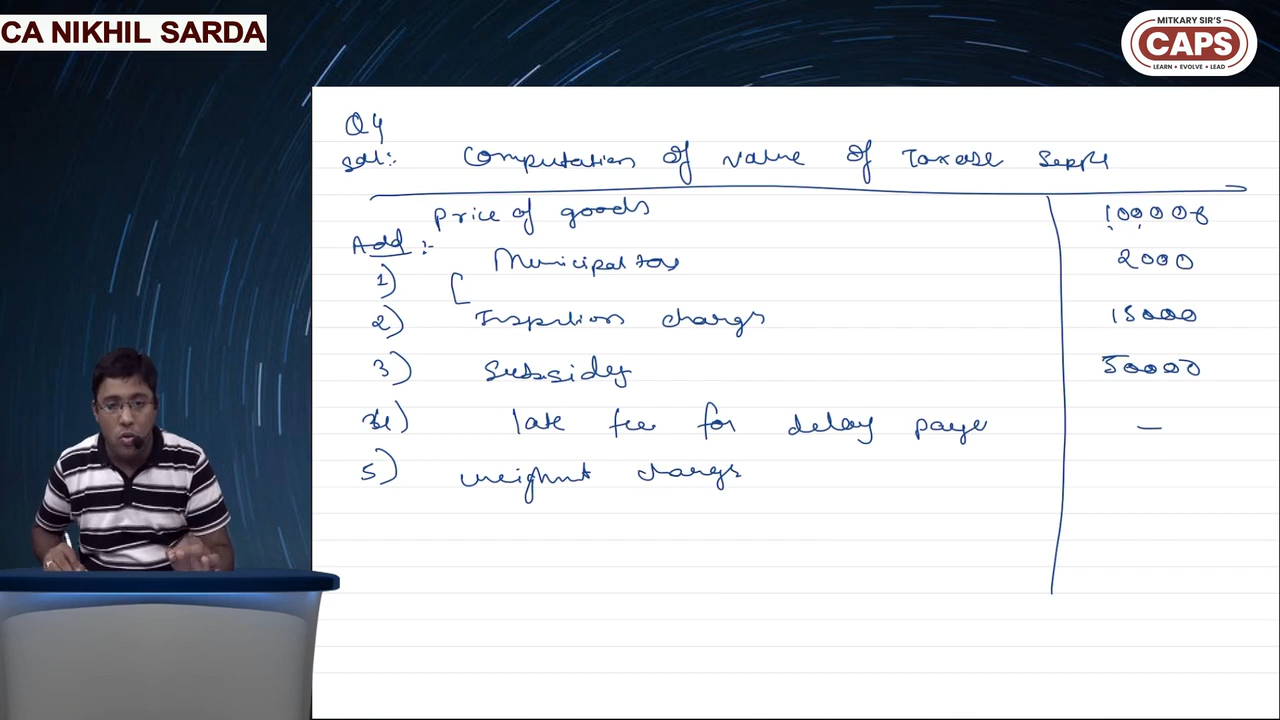 CA NIKHIL SARDA
MITKARY SIR'S
CAPS
LEARN • EVOLVE • LEAD
Q4
Sol:- Computation of value of Taxable Supply
Price of goods 100,000
Add :-
1) Municipal tax 2000
2) Inspection charges 15000
3) Subsidy 50000
4) late fee for delay —
5) weighment charges